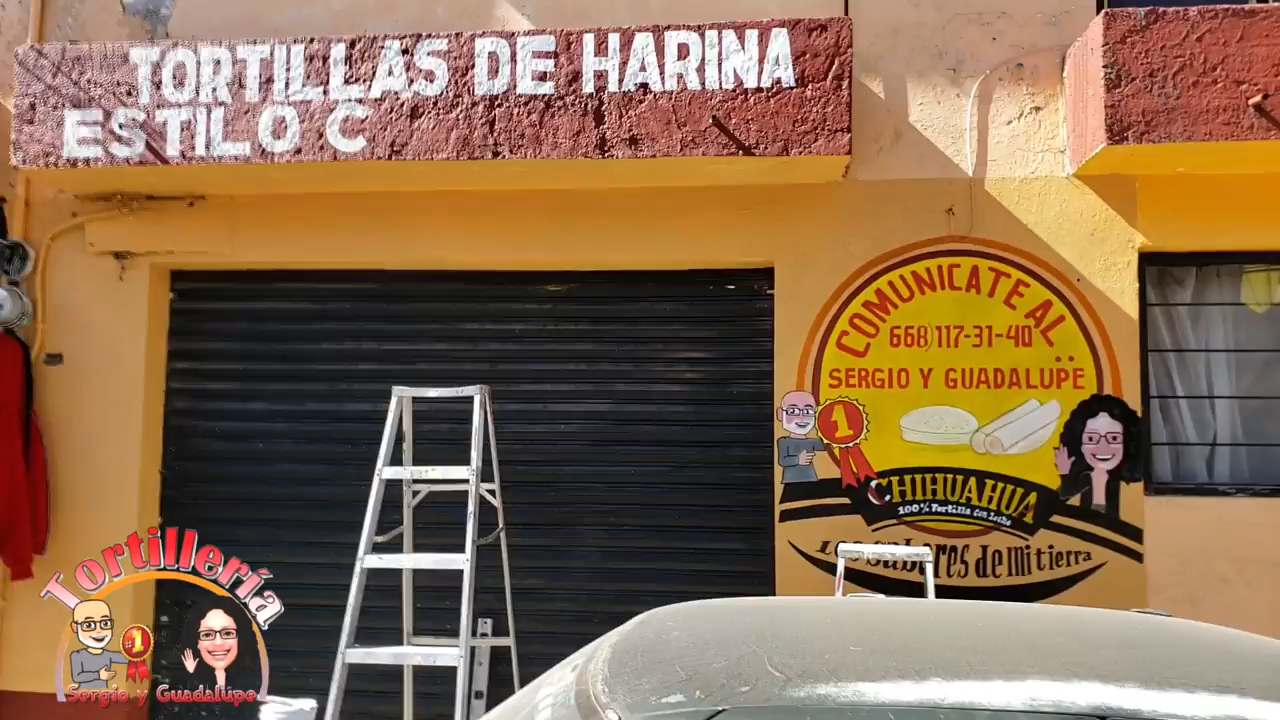 TORTILLAS DE HARINA
ESTILO C
COMUNICATE AL..
668)117-31-40
SERGIO Y GUADALUPE
1
CHIHUAHUA
100% Tortilla Con Leche
Los sabores de mi tierra
Tortillería
#1
Sergio y Guadalupe